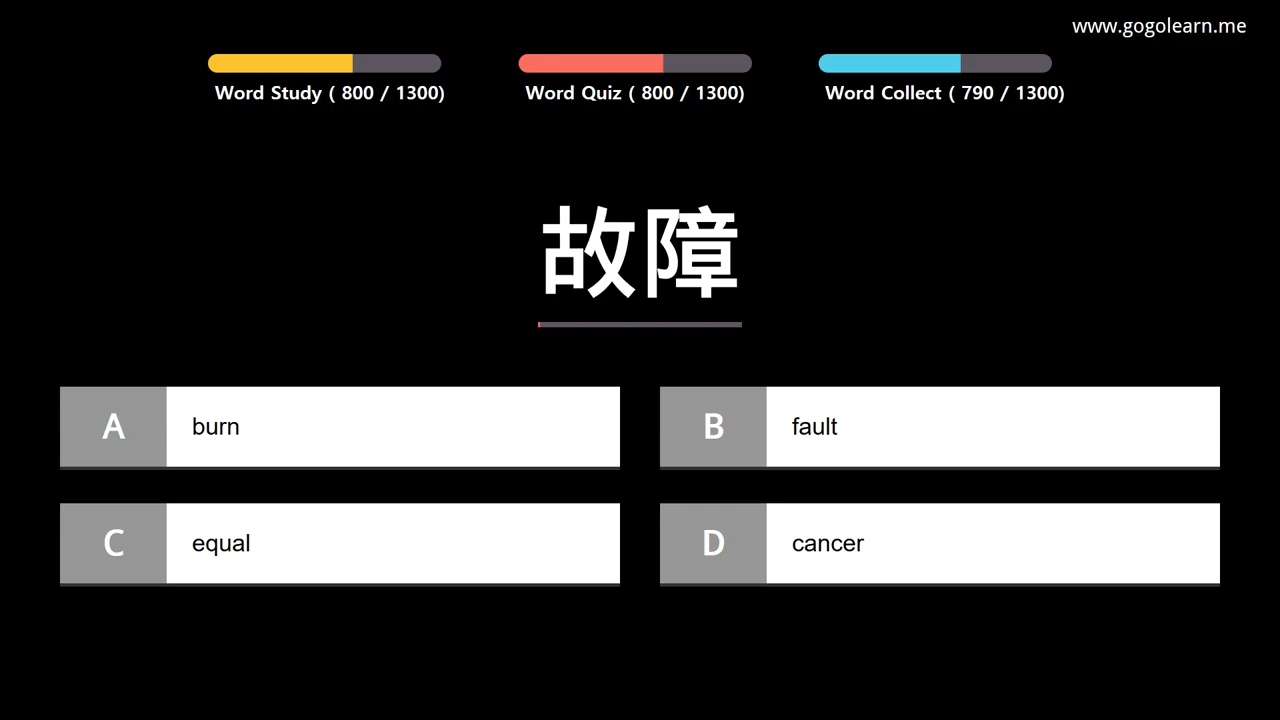 www.gogolearn.me
Word Study ( 800 / 1300)
Word Quiz ( 800 / 1300)
Word Collect ( 790 / 1300)
故障
A burn
B fault
C equal
D cancer